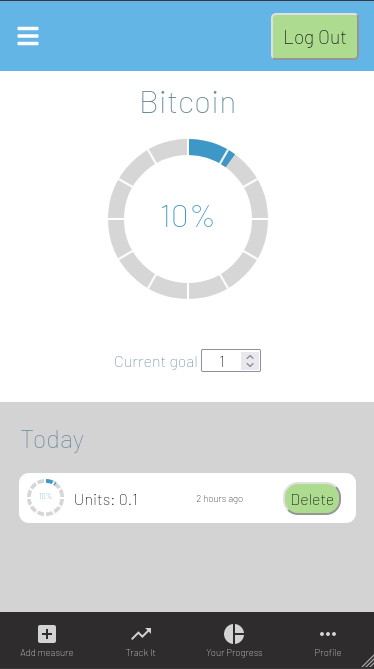 Log Out
Bitcoin
10%
Current goal 1
Today
10% Units: 0.1 2 hours ago Delete
Add measure Track It Your Progress Profile